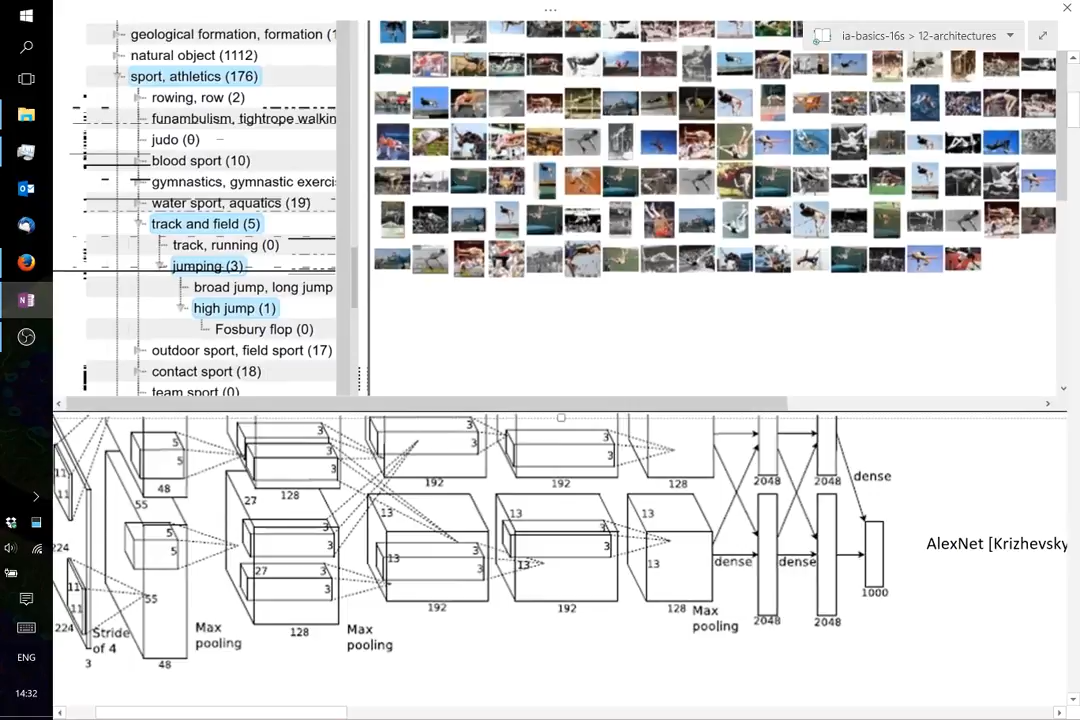 ...
ia-basics-16s > 12-architectures
geological formation, formation (1
natural object (1112)
sport, athletics (176)
rowing, row (2)
funambulism, tightrope walkin
judo (0)
blood sport (10)
gymnastics, gymnastic exerci
water sport, aquatics (19)
track and field (5)
track, running (0)
jumping (3)
broad jump, long jump
high jump (1)
Fosbury flop (0)
outdoor sport, field sport (17)
contact sport (18)
team sport (0)
3
3
3
3
3
3
3
5
5
48
128
192
192
128
2048
2048
dense
11
11
55
27
13
13
13
5
5
3
3
3
3
3
3
224
27
13
13
13
dense
dense
AlexNet [Krizhevsky
11
11
55
3
3
1000
224
192
192
128
Max
pooling
2048
2048
Stride
of 4
Max
pooling
128
Max
pooling
3
48
ENG
14:32